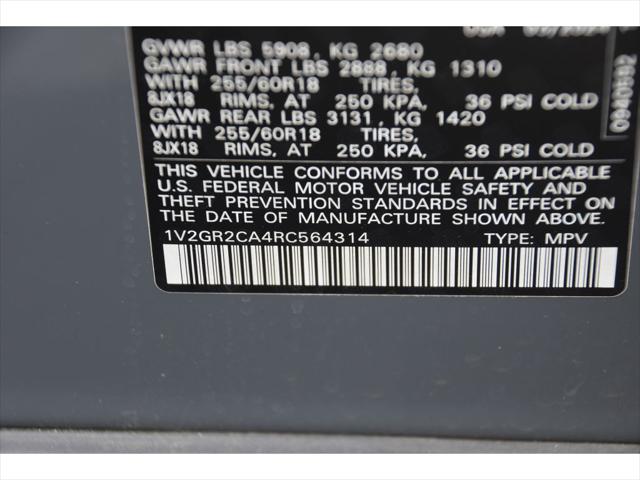 GVWR LBS 5908, KG 2680
GAWR FRONT LBS 2888, KG 1310
WITH 255/60R18 TIRES,
8JX18 RIMS, AT 250 KPA, 36 PSI COLD
GAWR REAR LBS 3131, KG 1420
WITH 255/60R18 TIRES,
8JX18 RIMS, AT 250 KPA, 36 PSI COLD
THIS VEHICLE CONFORMS TO ALL APPLICABLE
U.S. FEDERAL MOTOR VEHICLE SAFETY AND
THEFT PREVENTION STANDARDS IN EFFECT ON
THE DATE OF MANUFACTURE SHOWN ABOVE.
1V2GR2CA4RC564314 TYPE: MPV